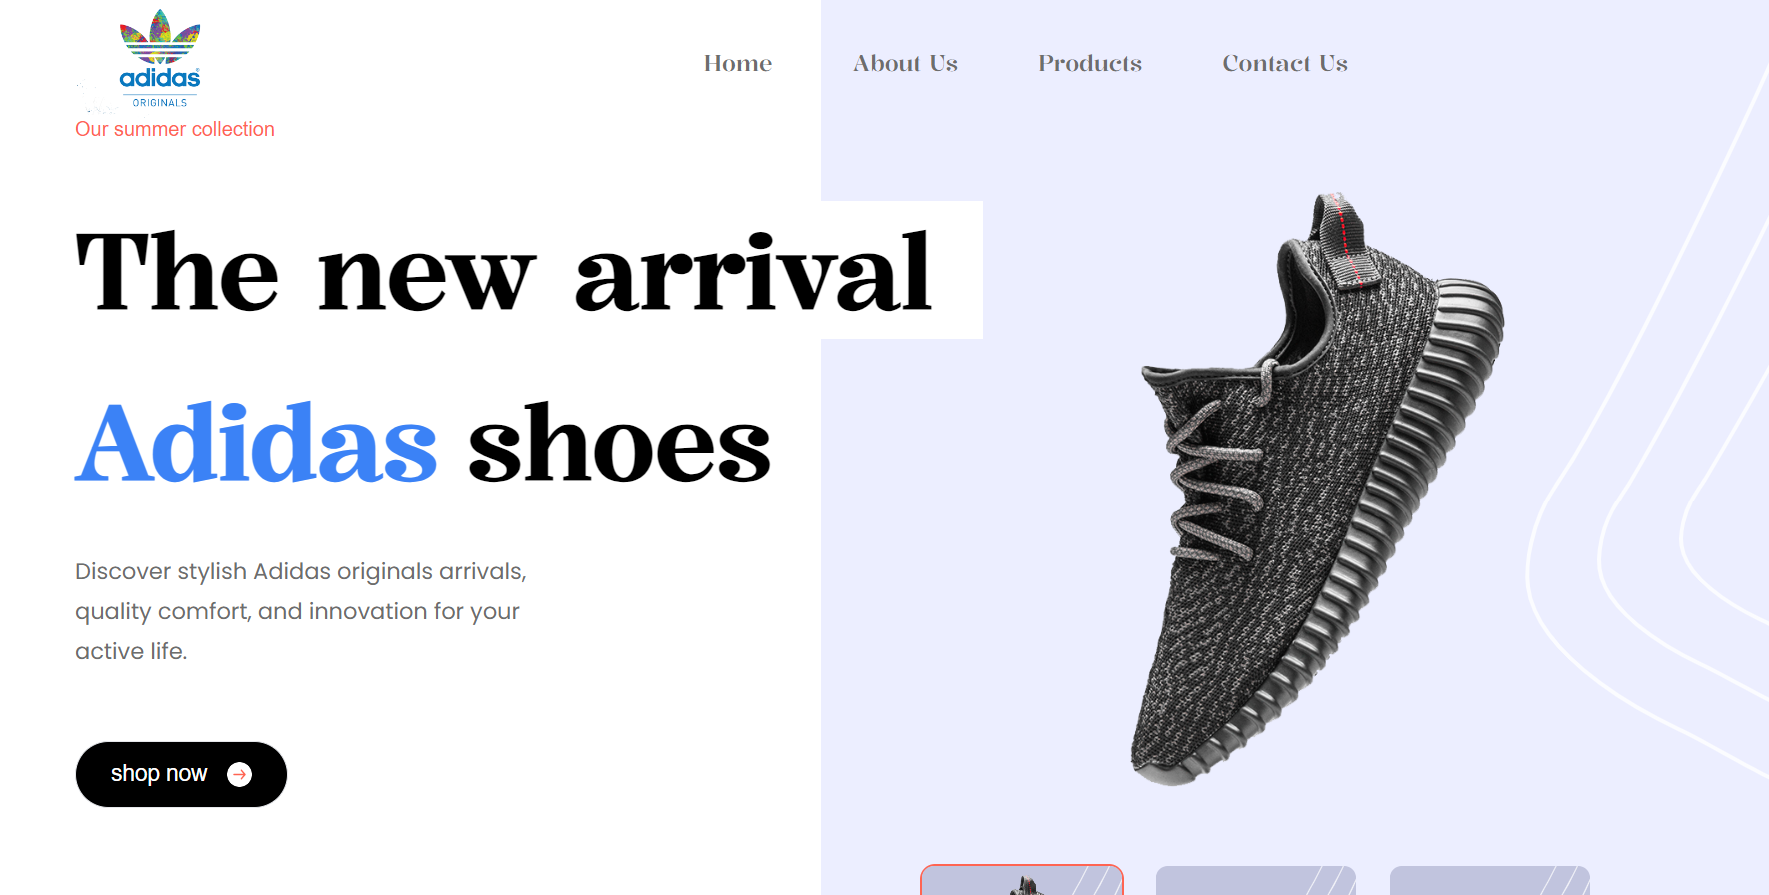 adidas
ORIGINALS
Home About Us Products Contact Us
Our summer collection
The new arrival
Adidas shoes
Discover stylish Adidas originals arrivals,
quality comfort, and innovation for your
active life.
shop now